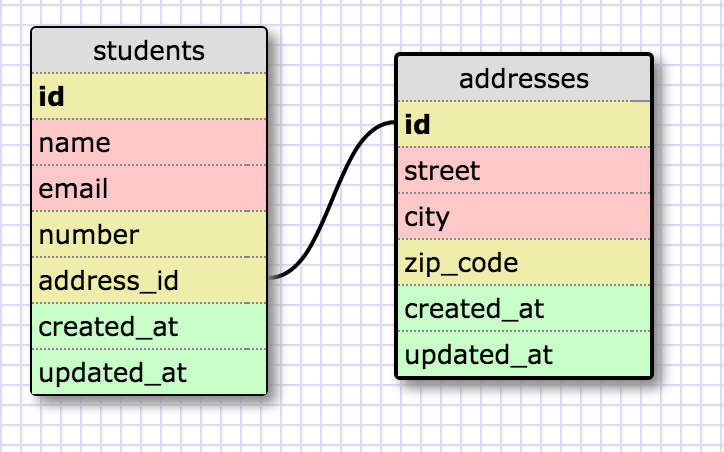 students
id
name
email
number
address_id
created_at
updated_at
addresses
id
street
city
zip_code
created_at
updated_at